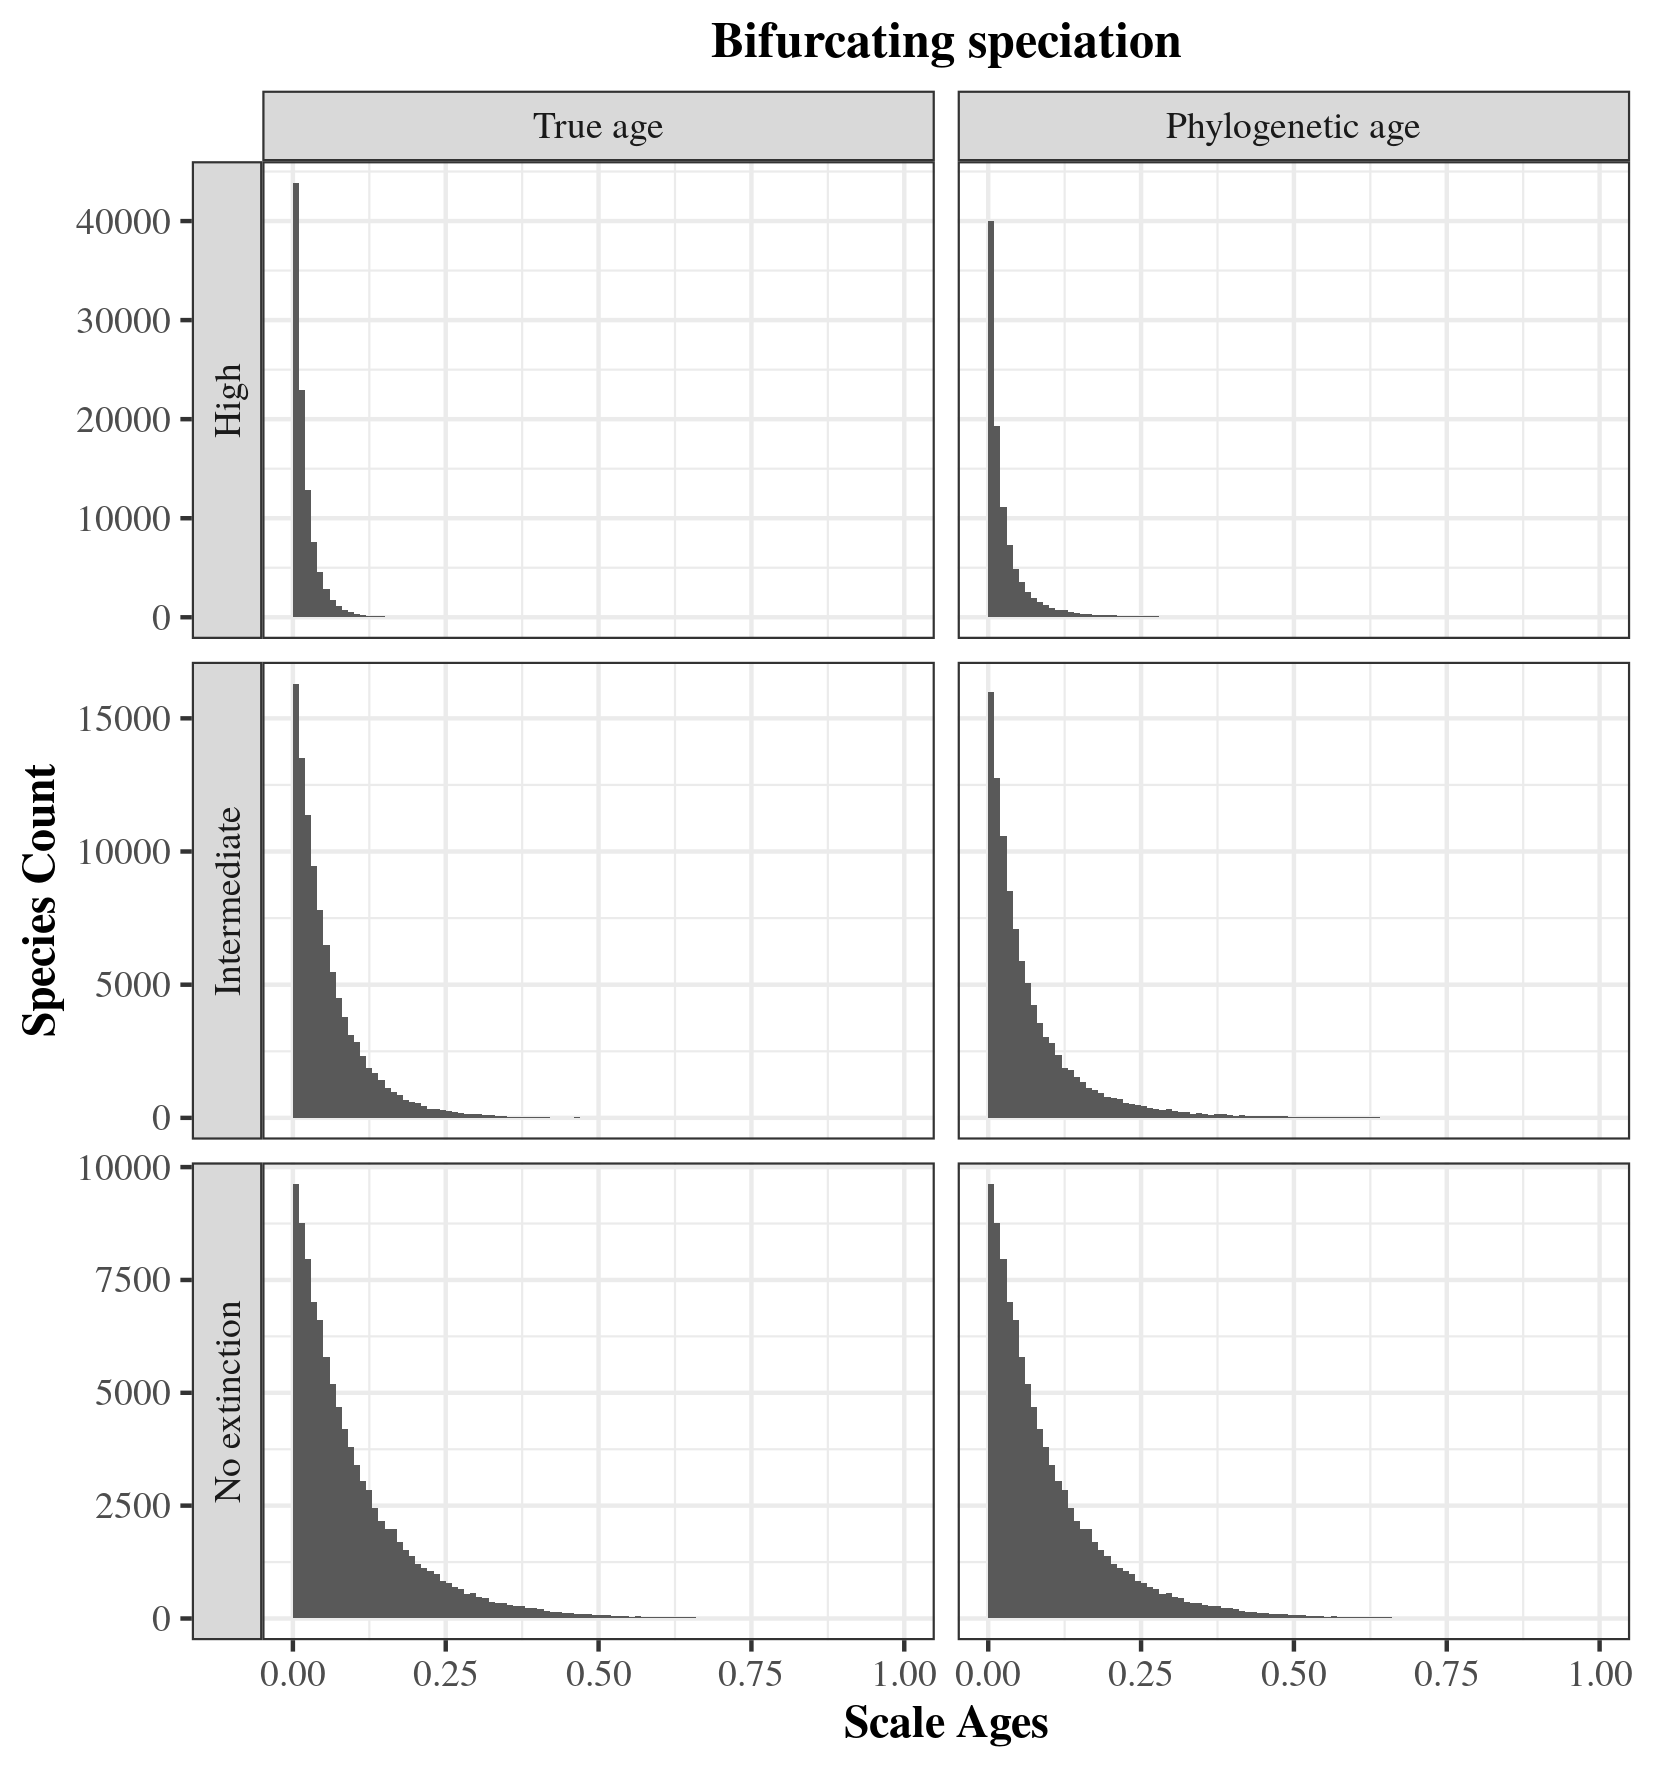 Bifurcating speciation
True age
Phylogenetic age
High
40000
30000
20000
10000
0
Intermediate
15000
10000
5000
0
No extinction
10000
7500
5000
2500
0
Species Count
0.00 0.25 0.50 0.75 1.00 0.00 0.25 0.50 0.75 1.00
Scale Ages